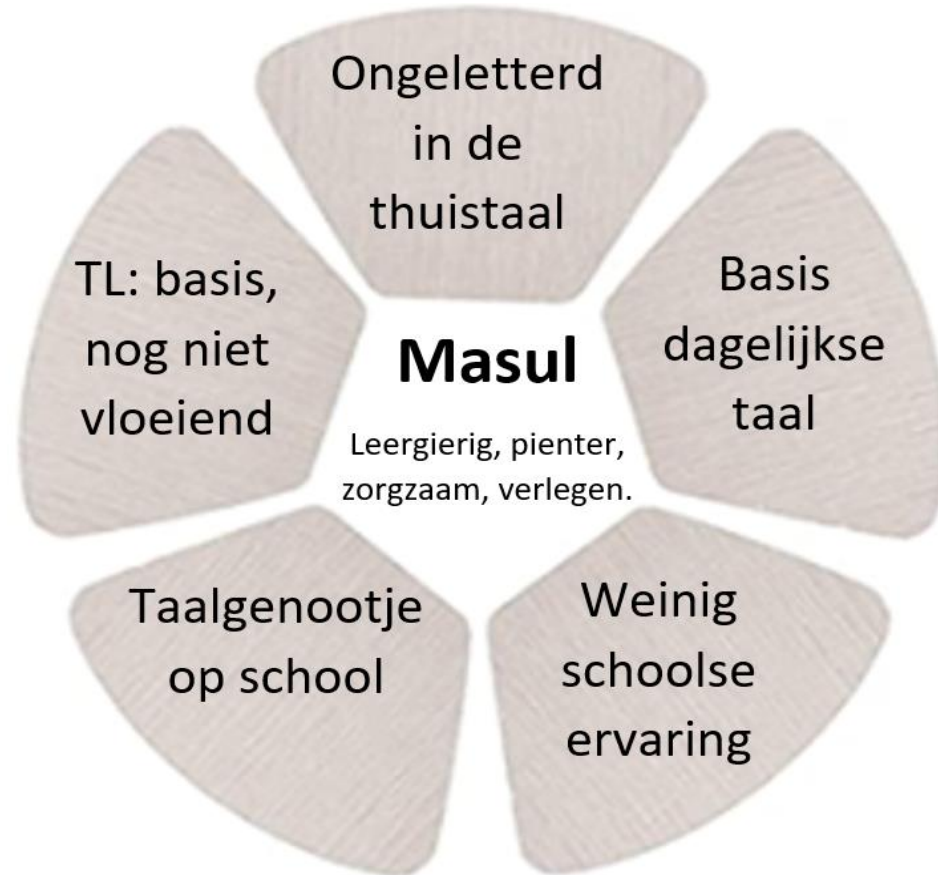 Ongeletterd
in de
thuistaal
TL: basis,
nog niet
vloeiend
Masul
Leergierig, pienter,
zorgzaam, verlegen.
Basis
dagelijkse
taal
Taalgenootje
op school
Weinig
schoolse
ervaring